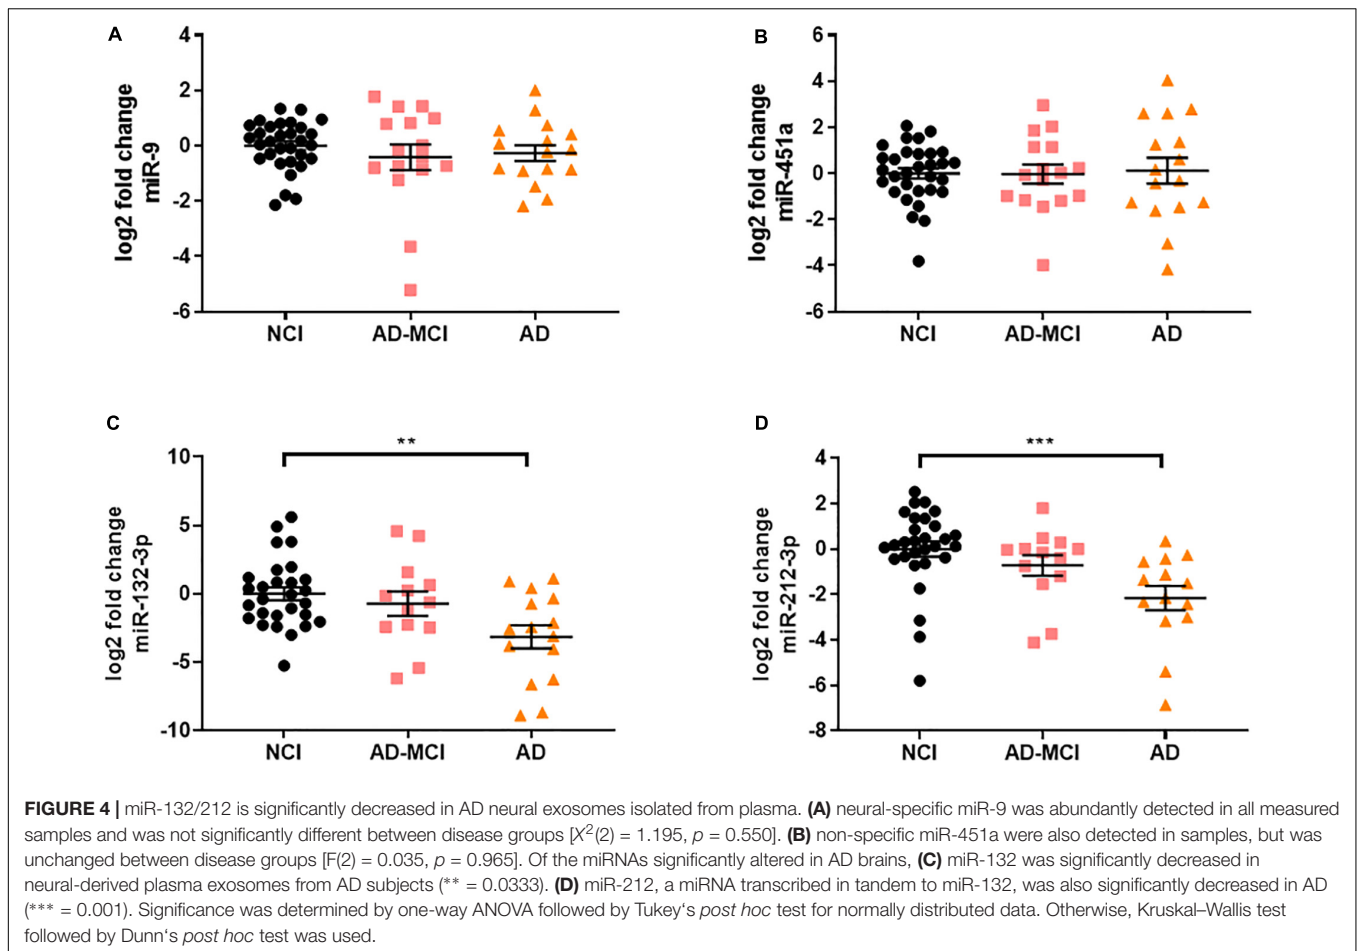 A
4
2
0
-2
-4
-6
log2 fold change
miR-9
NCI AD-MCI AD
B
6
4
2
0
-2
-4
-6
log2 fold change
miR-451a
NCI AD-MCI AD
C
**
10
5
0
-5
-10
log2 fold change
miR-132-3p
NCI AD-MCI AD
D
***
4
2
0
-2
-4
-6
-8
log2 fold change
miR-212-3p
NCI AD-MCI AD
FIGURE 4 | miR-132/212 is significantly decreased in AD neural exosomes isolated from plasma. (A) neural-specific miR-9 was abundantly detected in all measured
samples and was not significantly different between disease groups [X²(2) = 1.195, p = 0.550]. (B) non-specific miR-451a were also detected in samples, but was
unchanged between disease groups [F(2) = 0.035, p = 0.965]. Of the miRNAs significantly altered in AD brains, (C) miR-132 was significantly decreased in
neural-derived plasma exosomes from AD subjects (** = 0.0333). (D) miR-212, a miRNA transcribed in tandem to miR-132, was also significantly decreased in AD
(*** = 0.001). Significance was determined by one-way ANOVA followed by Tukey‘s post hoc test for normally distributed data. Otherwise, Kruskal–Wallis test
followed by Dunn‘s post hoc test was used.